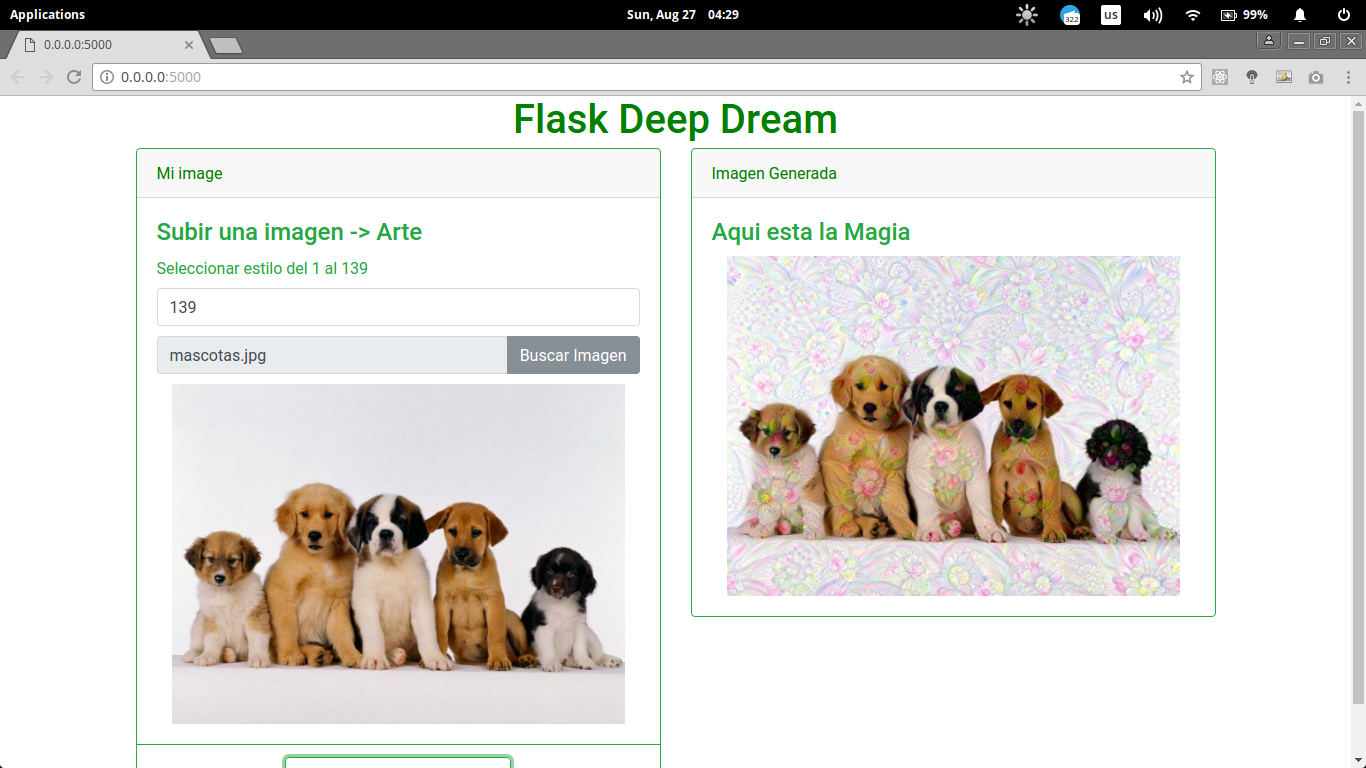 Applications
Sun, Aug 27 04:29
322
us
99%
0.0.0.0:5000
0.0.0.0:5000
Flask Deep Dream
Mi image
Subir una imagen -> Arte
Seleccionar estilo del 1 al 139
139
mascotas.jpg
Buscar Imagen
Imagen Generada
Aqui esta la Magia